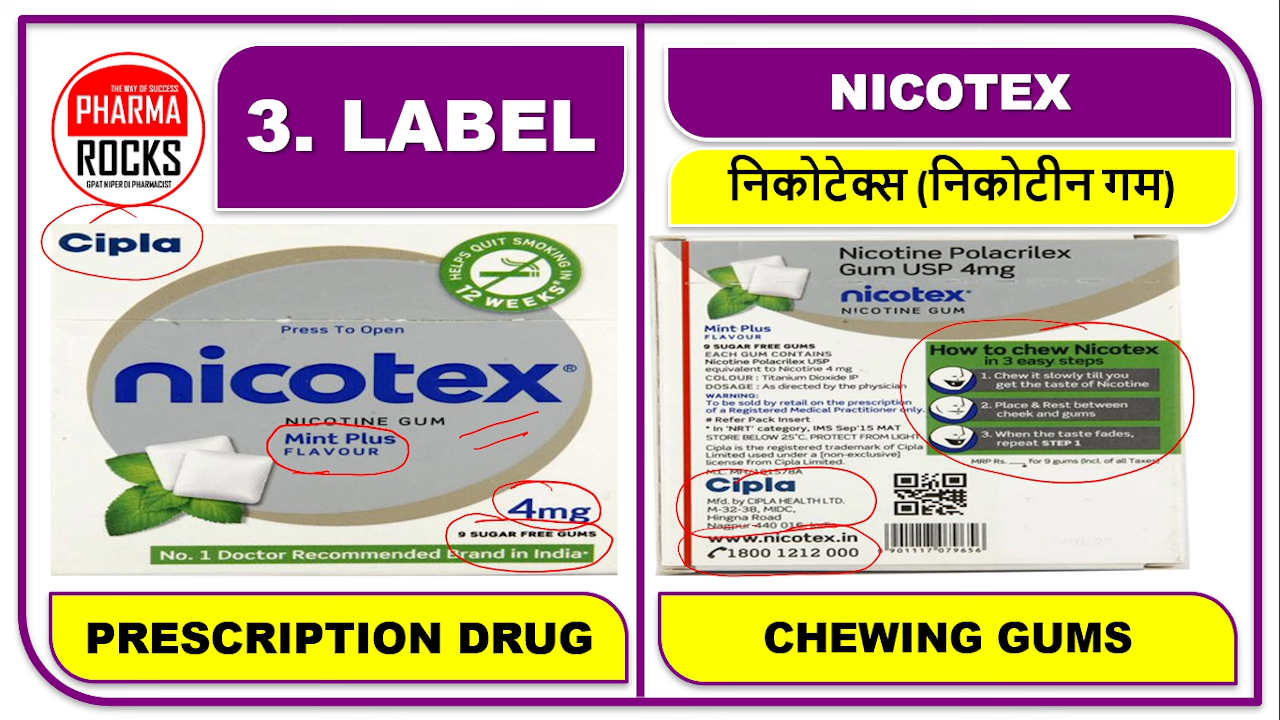 THE WAY OF SUCCESS
PHARMA
ROCKS
GPAT NIPER DI PHARMACIST
3. LABEL
Cipla
HELPS QUIT SMOKING IN
12 WEEKS*
Press To Open
nicotex®
NICOTINE GUM
Mint Plus
FLAVOUR
4mg
9 SUGAR FREE GUMS
No. 1 Doctor Recommended Brand in India*
PRESCRIPTION DRUG
NICOTEX
निकोटेक्स (निकोटीन गम)
Nicotine Polacrilex
Gum USP 4mg
nicotex®
NICOTINE GUM
Mint Plus
FLAVOUR
9 SUGAR FREE GUMS
EACH GUM CONTAINS
Nicotine Polacrilex USP
equivalent to Nicotine 4 mg
COLOUR : Titanium Dioxide IP
DOSAGE : As directed by the physician
WARNING:
To be sold by retail on the prescription
of a Registered Medical Practitioner only.
# Refer Pack Insert
* In 'NRT' category, IMS Sep'15 MAT
STORE BELOW 25°C. PROTECT FROM LIGHT
Cipla is the registered trademark of Cipla
Limited used under a [non-exclusive]
license from Cipla Limited.
How to chew Nicotex
in 3 easy steps
1. Chew it slowly till you
get the taste of Nicotine
2. Place & Rest between
cheek and gums
3. When the taste fades,
repeat STEP 1
MRP Rs.___ for 9 gums (Incl. of all Taxes)
Cipla
Mfd. by CIPLA HEALTH LTD.
M-32-38, MIDC,
Hingna Road
Nagpur 440 016
www.nicotex.in
1800 1212 000
8 901117 079656
CHEWING GUMS